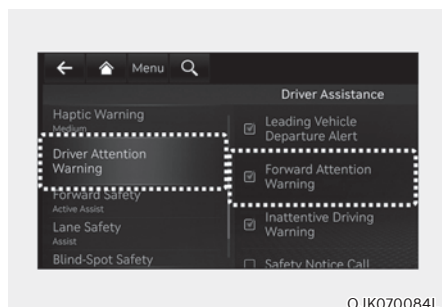 Menu
Driver Assistance
Haptic Warning
Medium
Driver Attention
Warning
Forward Safety
Active Assist
Lane Safety
Assist
Blind-Spot Safety
Leading Vehicle
Departure Alert
Forward Attention
Warning
Inattentive Driving
Warning
Safety Notice Call
OJK070084L